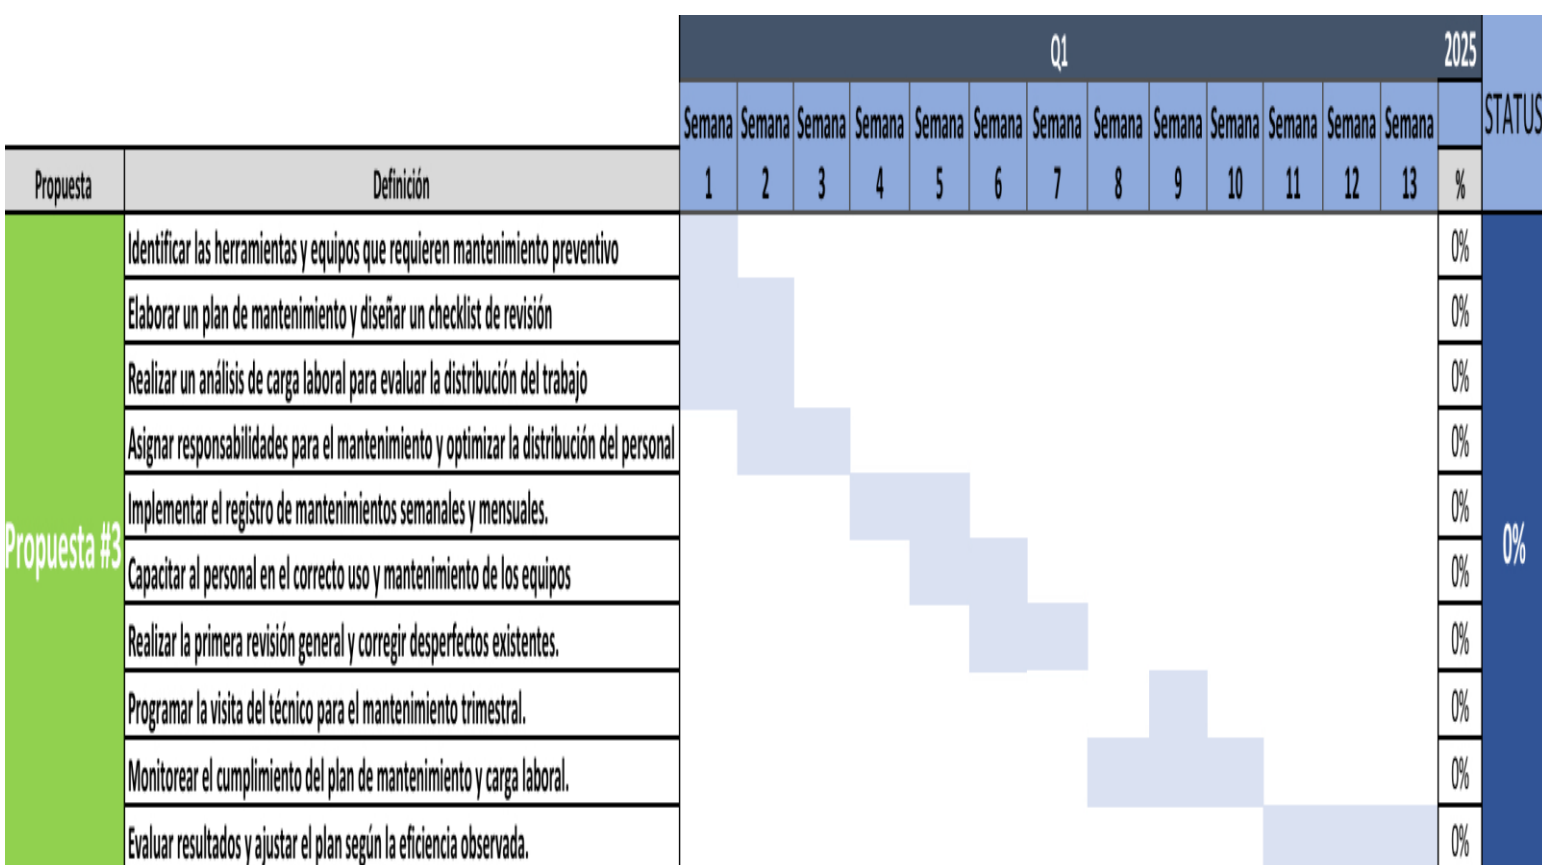 Q1 2025 STATUS
Semana 1 Semana 2 Semana 3 Semana 4 Semana 5 Semana 6 Semana 7 Semana 8 Semana 9 Semana 10 Semana 11 Semana 12 Semana 13
Propuesta Definición %
Propuesta #3 0%
Identificar las herramientas y equipos que requieren mantenimiento preventivo 0%
Elaborar un plan de mantenimiento y diseñar un checklist de revisión 0%
Realizar un análisis de carga laboral para evaluar la distribución del trabajo 0%
Asignar responsabilidades para el mantenimiento y optimizar la distribución del personal 0%
Implementar el registro de mantenimientos semanales y mensuales. 0%
Capacitar al personal en el correcto uso y mantenimiento de los equipos 0%
Realizar la primera revisión general y corregir desperfectos existentes. 0%
Programar la visita del técnico para el mantenimiento trimestral. 0%
Monitorear el cumplimiento del plan de mantenimiento y carga laboral. 0%
Evaluar resultados y ajustar el plan según la eficiencia observada. 0%